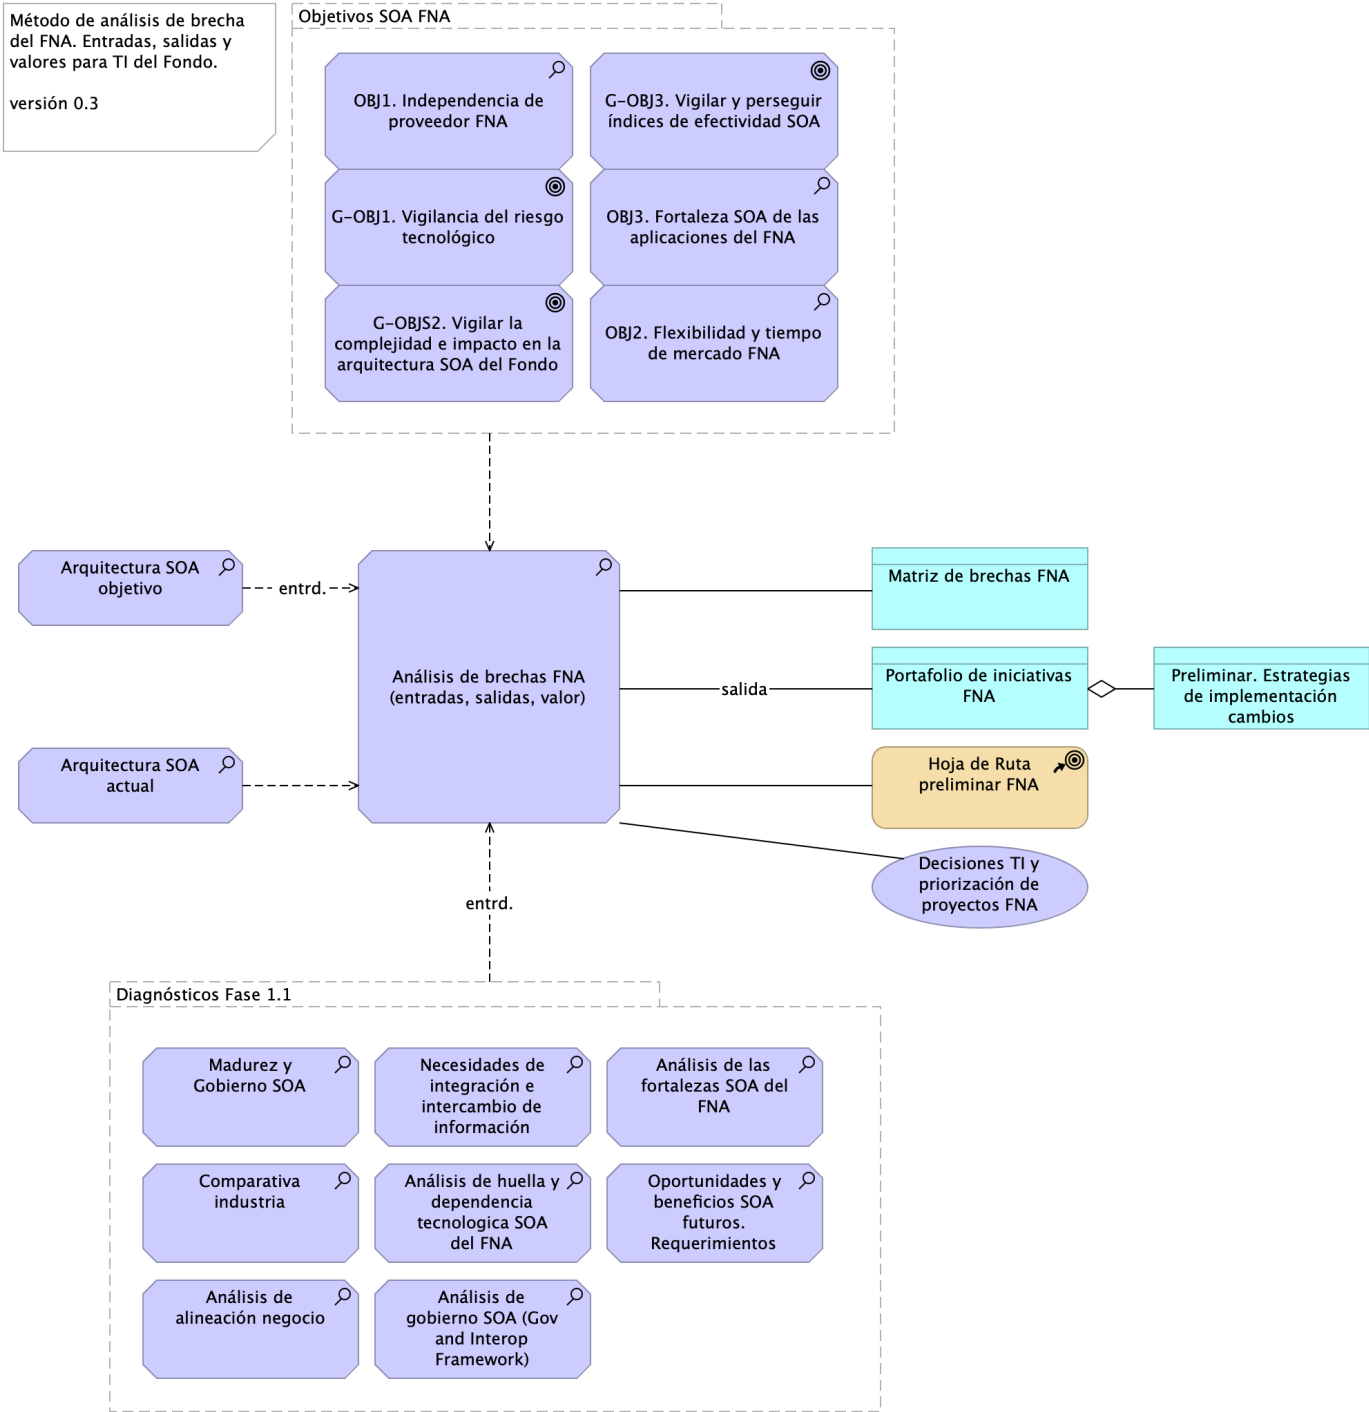 Método de análisis de brecha
del FNA. Entradas, salidas y
valores para TI del Fondo.
versión 0.3
Objetivos SOA FNA
OBJ1. Independencia de
proveedor FNA
G-OBJ3. Vigilar y perseguir
índices de efectividad SOA
G-OBJ1. Vigilancia del riesgo
tecnológico
OBJ3. Fortaleza SOA de las
aplicaciones del FNA
G-OBJS2. Vigilar la
complejidad e impacto en la
arquitectura SOA del Fondo
OBJ2. Flexibilidad y tiempo
de mercado FNA
Arquitectura SOA
objetivo
entrd.
Análisis de brechas FNA
(entradas, salidas, valor)
Matriz de brechas FNA
salida
Portafolio de iniciativas
FNA
Preliminar. Estrategias
de implementación
cambios
Arquitectura SOA
actual
Hoja de Ruta
preliminar FNA
Decisiones TI y
priorización de
proyectos FNA
entrd.
Diagnósticos Fase 1.1
Madurez y
Gobierno SOA
Necesidades de
integración e
intercambio de
información
Análisis de las
fortalezas SOA del
FNA
Comparativa
industria
Análisis de huella y
dependencia
tecnologica SOA
del FNA
Oportunidades y
beneficios SOA
futuros.
Requerimientos
Análisis de
alineación negocio
Análisis de
gobierno SOA (Gov
and Interop
Framework)